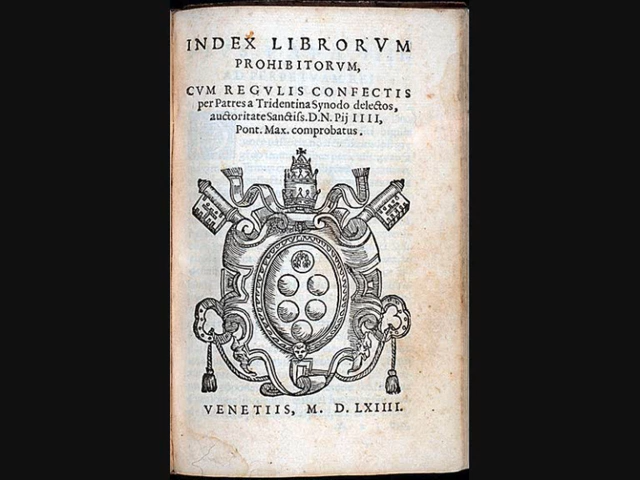 INDEX LIBRORVM
PROHIBITORVM,
CVM REGVLIS CONFECTIS
per Patres a Tridentina Synodo delectos,
auctoritate Sanctiſs. D. N. Pij IIII,
Pont. Max. comprobatus.
VENETIIS, M. D. LXIIII.